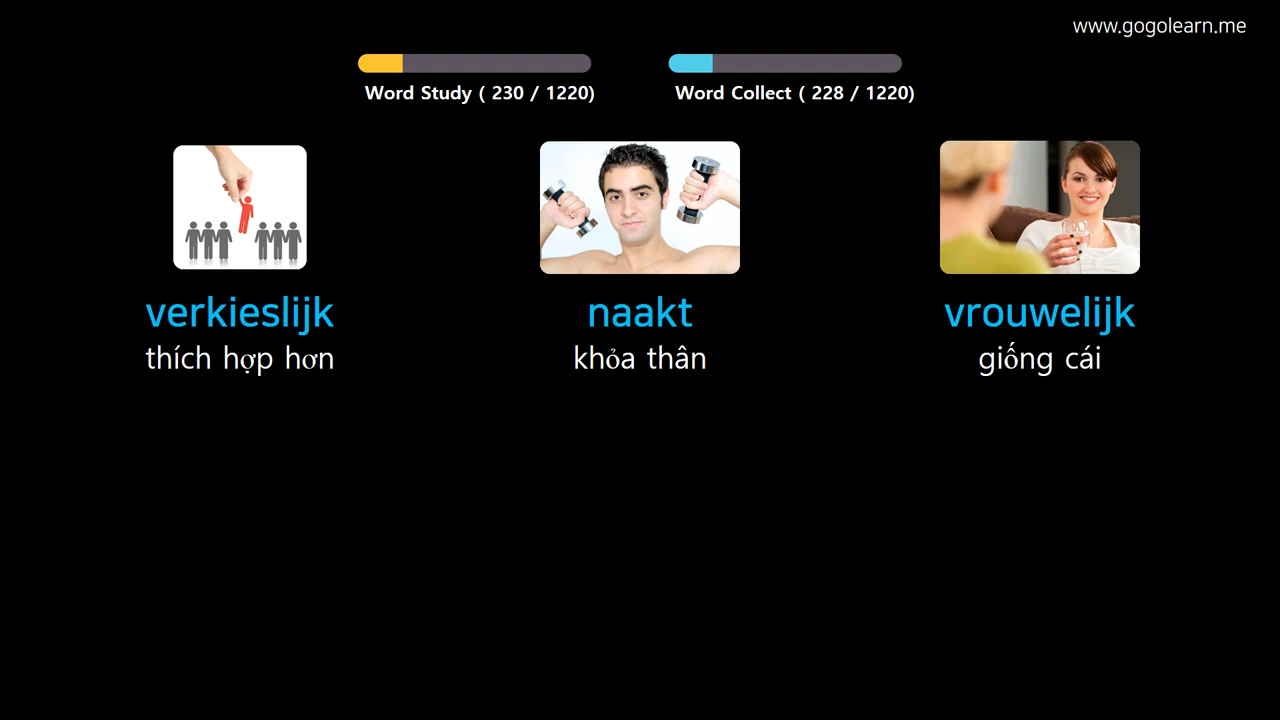 www.gogolearn.me
Word Study ( 230 / 1220)
Word Collect ( 228 / 1220)
verkieslijk
naakt
vrouwelijk
thích hợp hơn
khỏa thân
giống cái